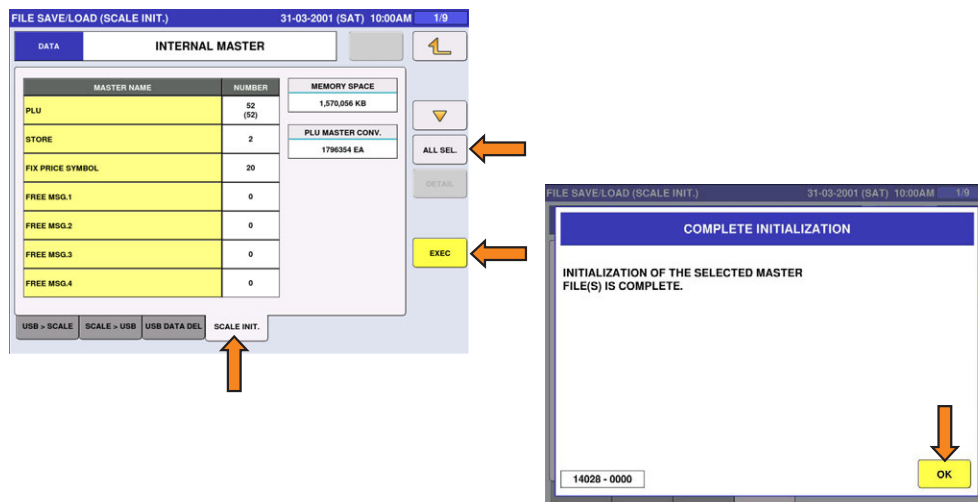 FILE SAVE/LOAD (SCALE INIT.) 31-03-2001 (SAT) 10:00AM 1/9
DATA INTERNAL MASTER
MASTER NAME NUMBER
PLU 52
(52)
STORE 2
FIX PRICE SYMBOL 20
FREE MSG.1 0
FREE MSG.2 0
FREE MSG.3 0
FREE MSG.4 0
MEMORY SPACE
1,570,056 KB
PLU MASTER CONV.
1796354 EA
ALL SEL.
DETAIL
EXEC
USB > SCALE SCALE > USB USB DATA DEL SCALE INIT.
FILE SAVE/LOAD (SCALE INIT.) 31-03-2001 (SAT) 10:00AM 1/9
COMPLETE INITIALIZATION
INITIALIZATION OF THE SELECTED MASTER
FILE(S) IS COMPLETE.
14028 - 0000
OK